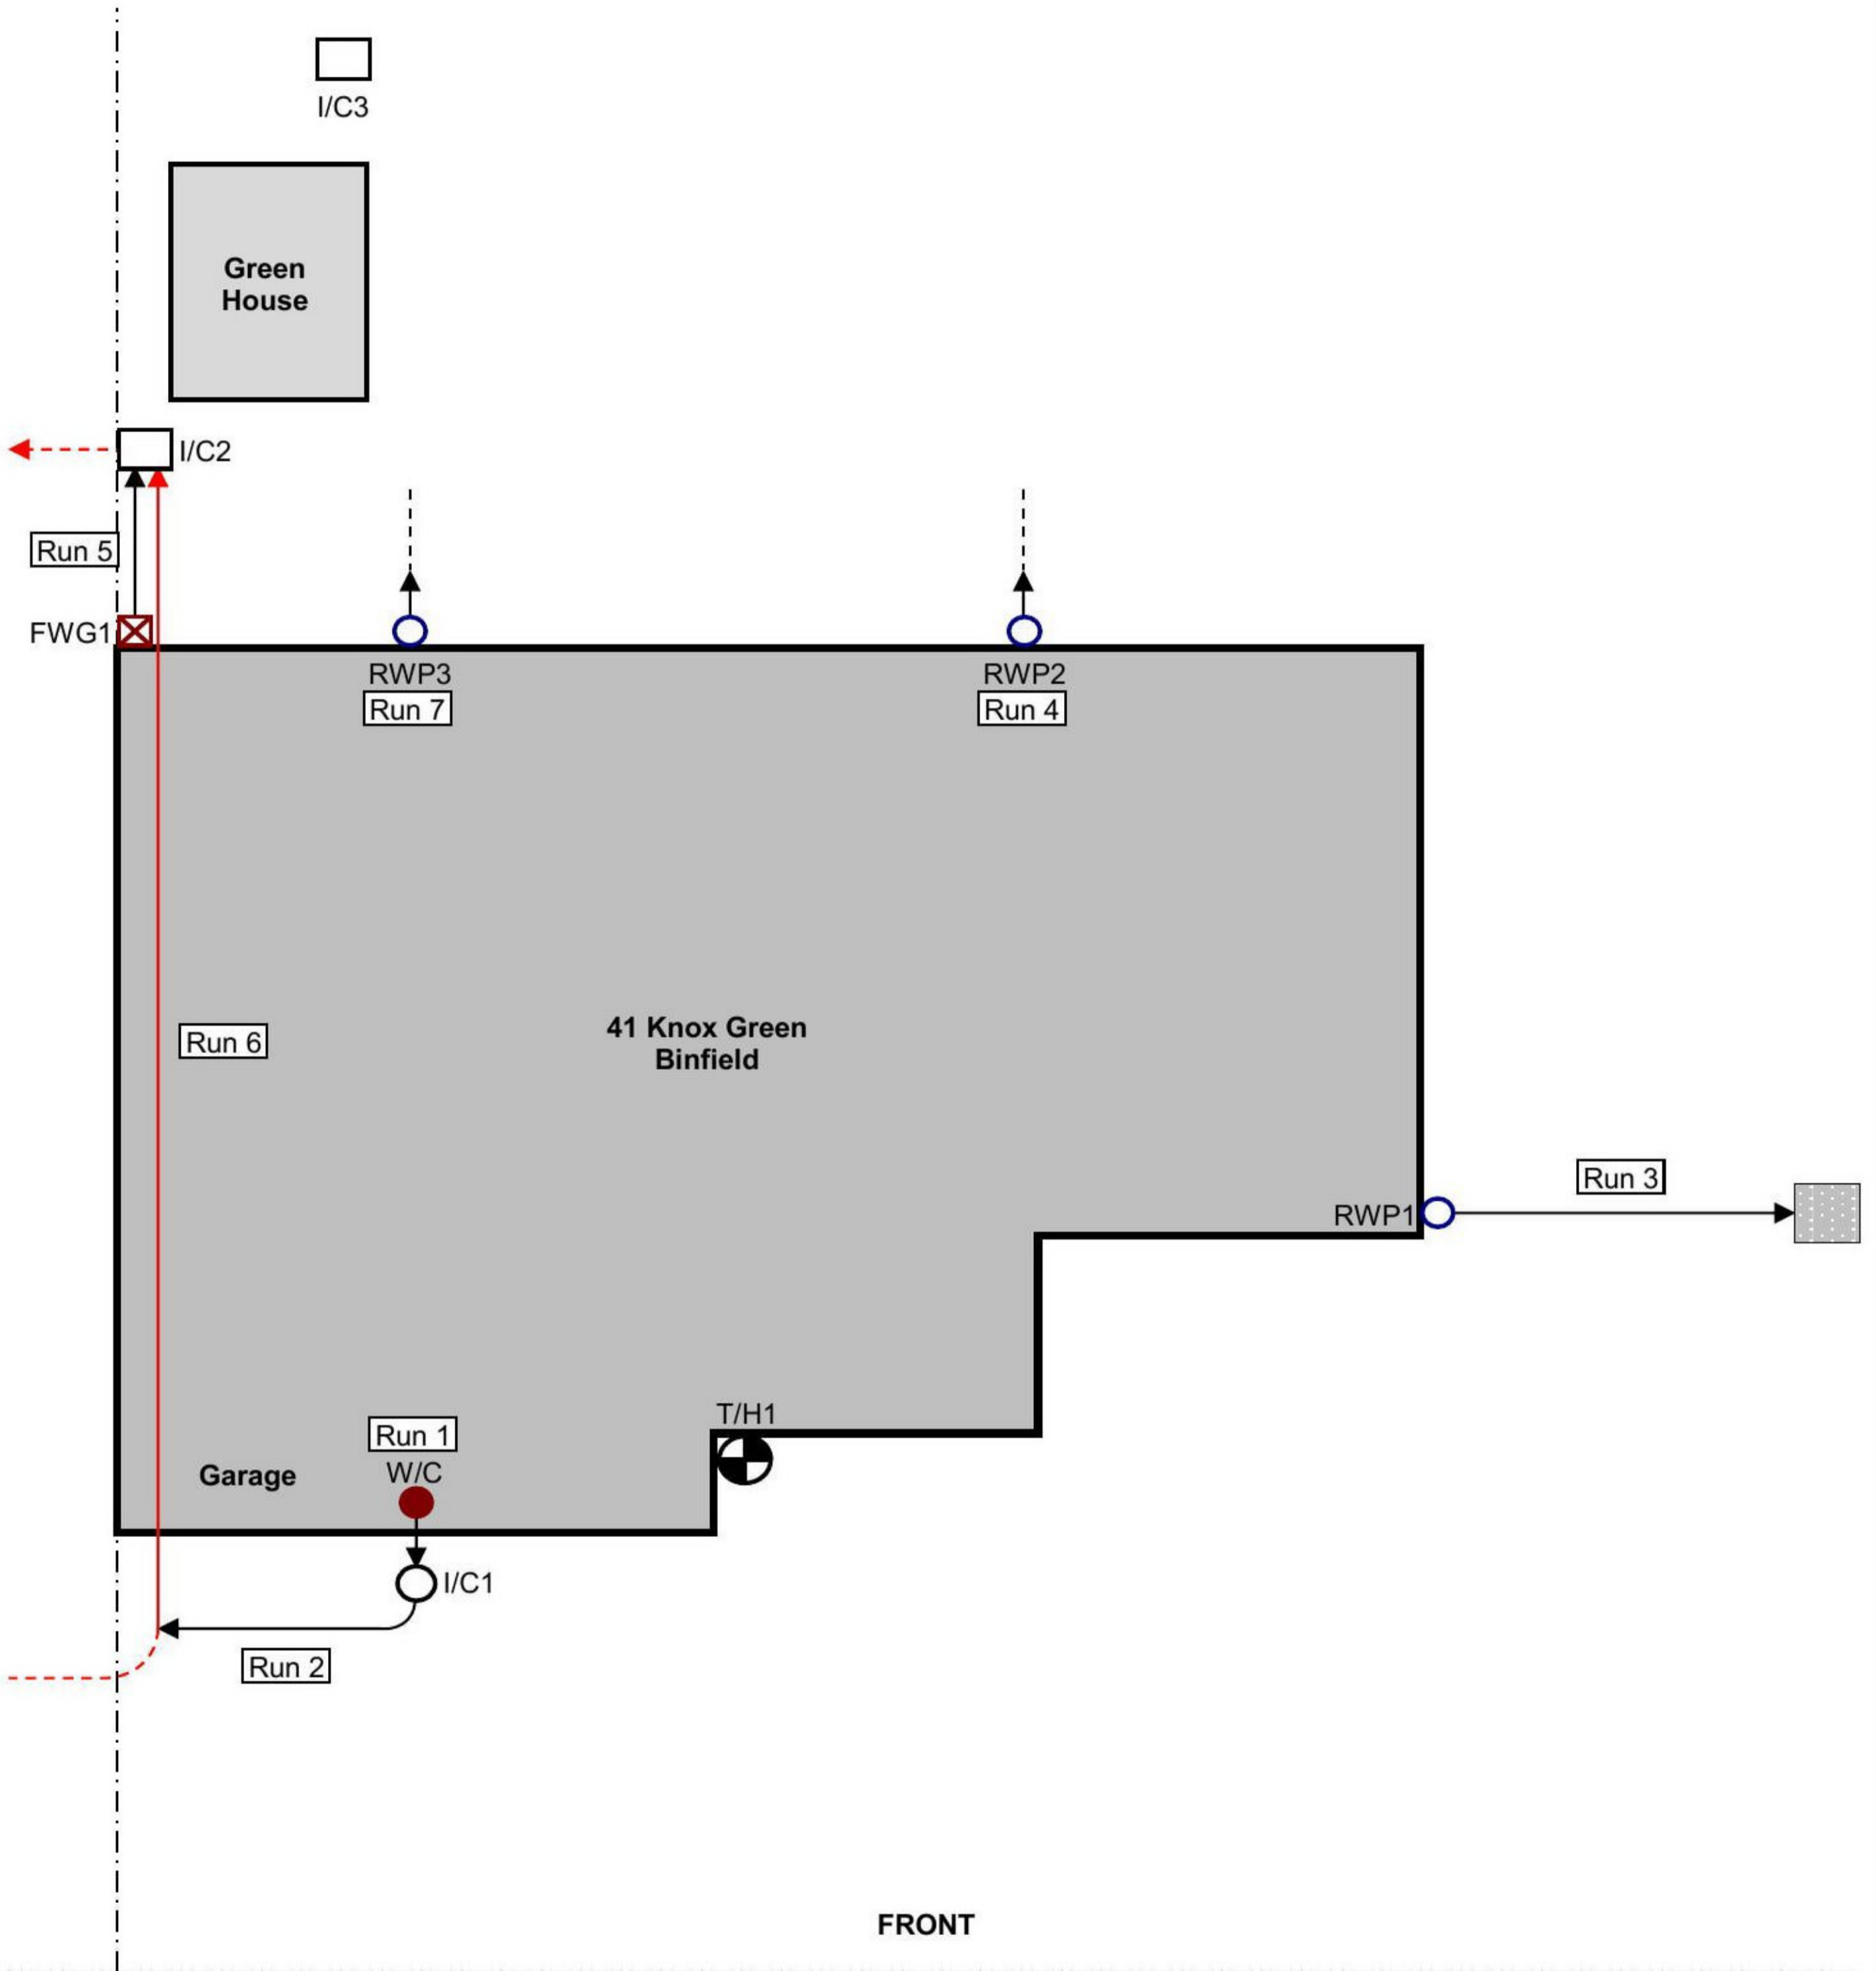 I/C3
Green
House
I/C2
Run 5
FWG1
RWP3
RWP2
Run 7
Run 4
Run 6
41 Knox Green
Binfield
Run 3
RWP1
T/H1
Run 1
W/C
Garage
I/C1
Run 2
FRONT